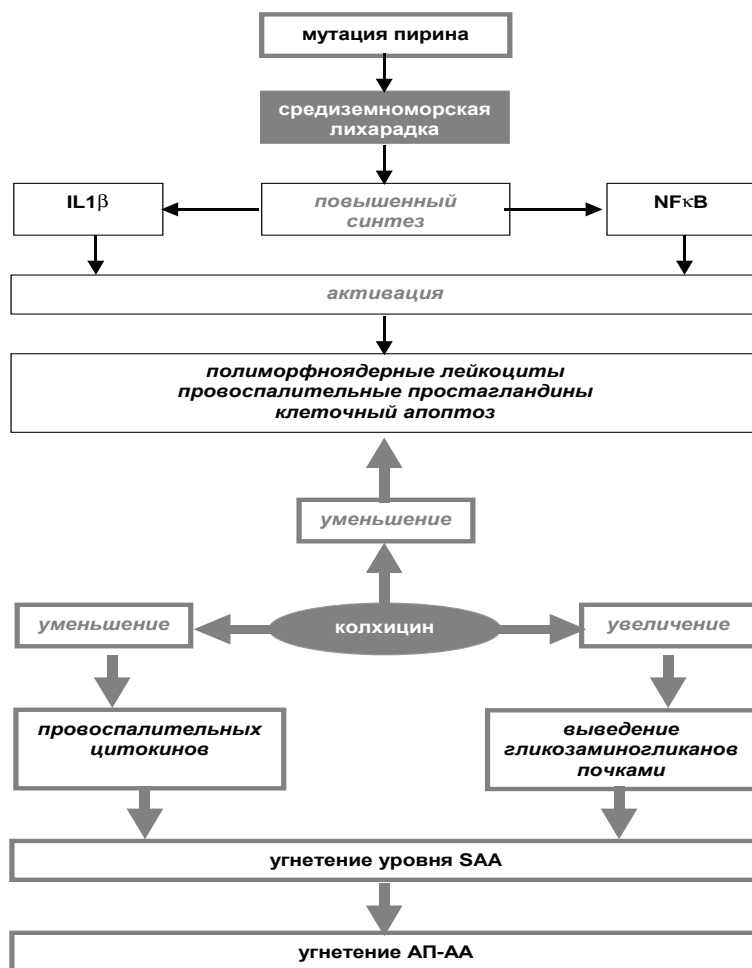 мутация пирина
средиземноморская
лихарадка
IL1β
повышенный
синтез
NFκB
активация
полиморфноядерные лейкоциты
провоспалительные простагландины
клеточный апоптоз
уменьшение
уменьшение
колхицин
увеличение
провоспалительных
цитокинов
выведение
гликозаминогликанов
почками
угнетение уровня SAA
угнетение АП-АА